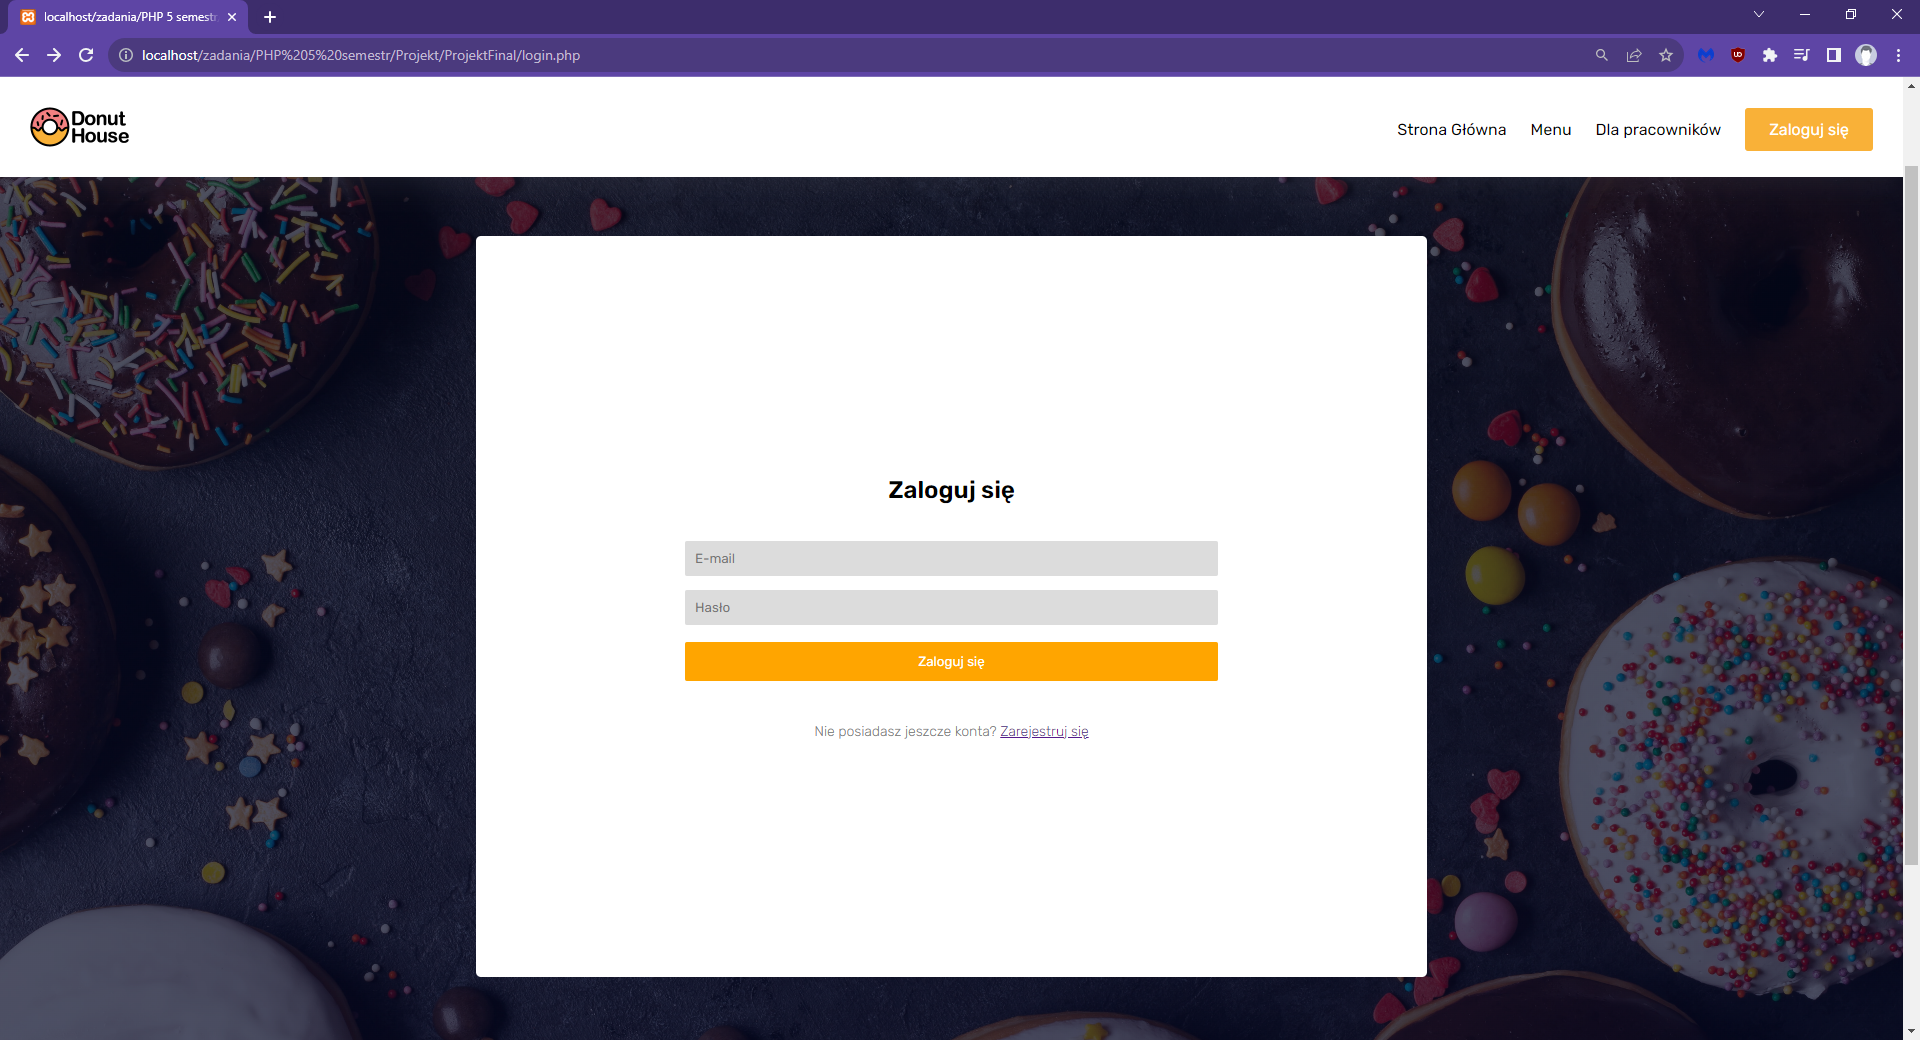 localhost/zadania/PHP 5 semestr
localhost/zadania/PHP%205%20semestr/Projekt/ProjektFinal/login.php
Donut
House
Strona Główna
Menu
Dla pracowników
Zaloguj się
Zaloguj się
E-mail
Hasło
Zaloguj się
Nie posiadasz jeszcze konta? Zarejestruj się